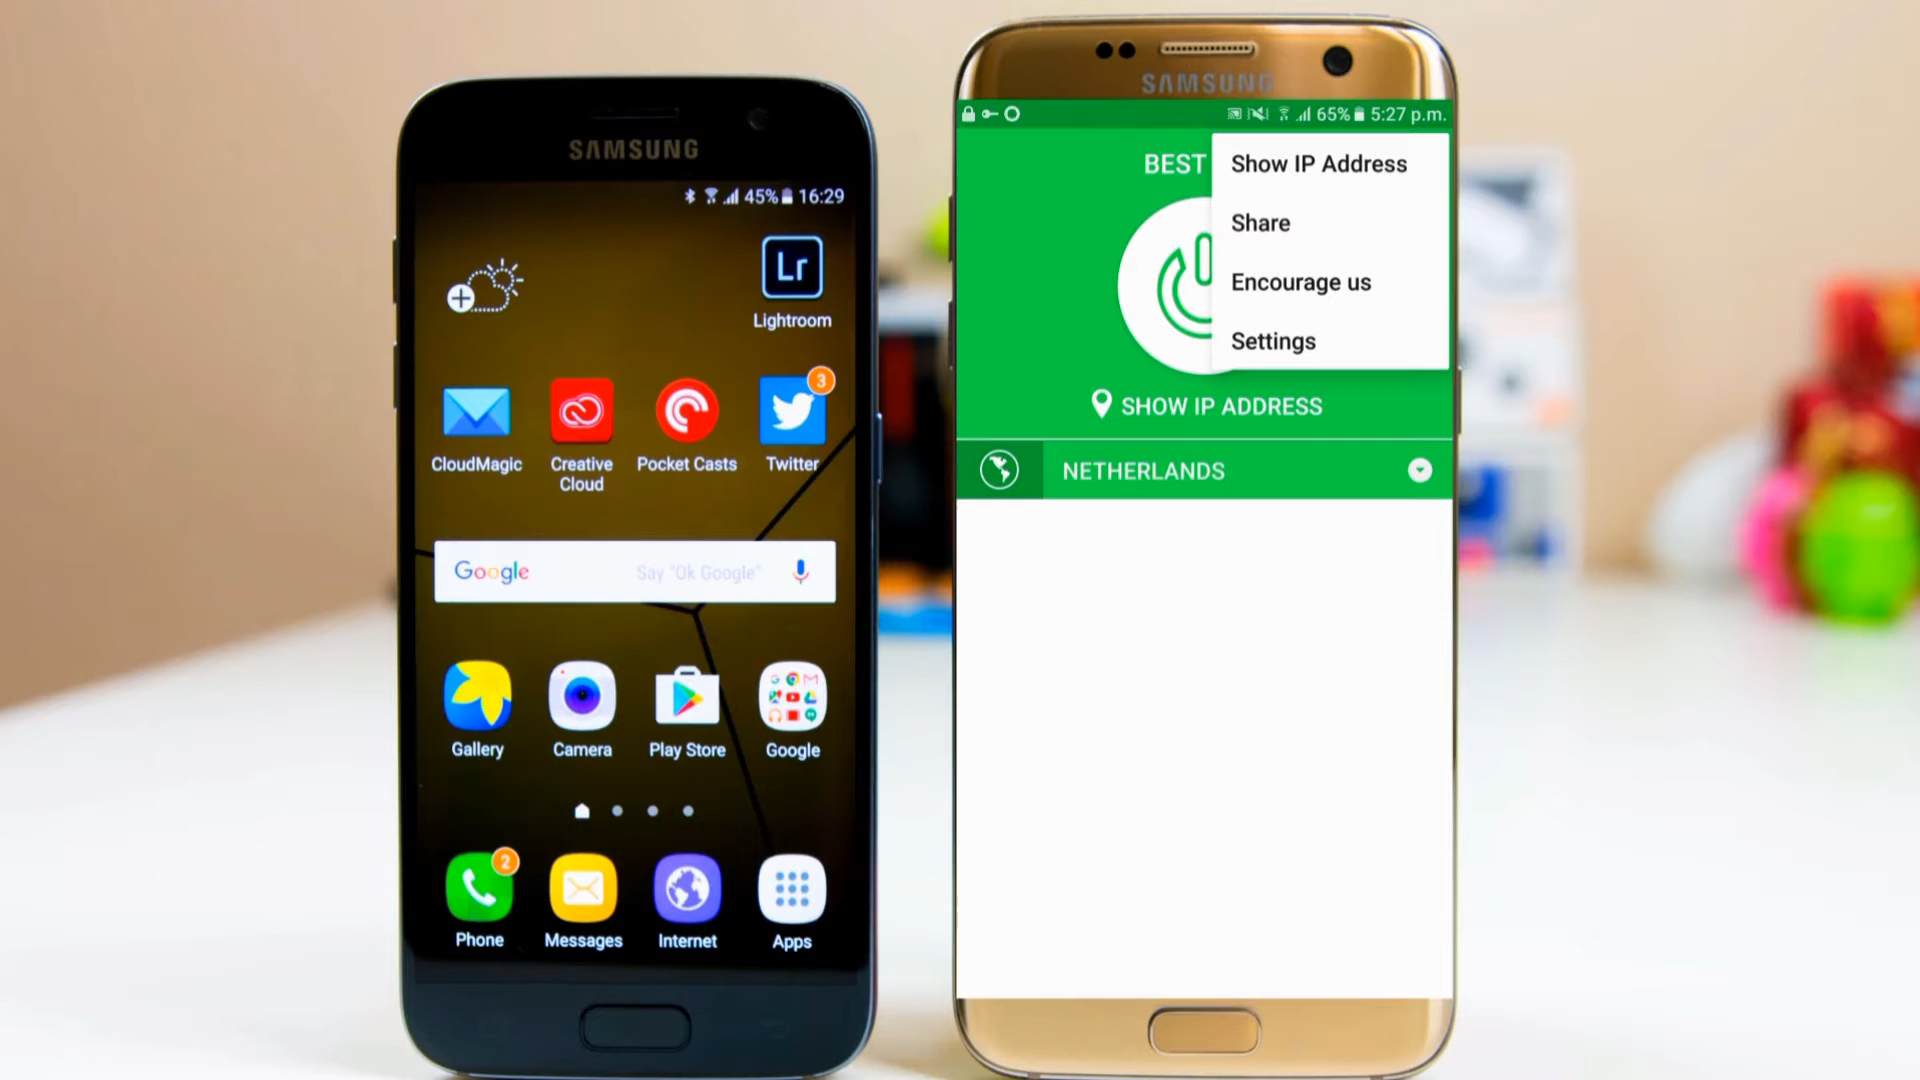 SAMSUNG
45% 16:29
Lr
Lightroom
3
CloudMagic
Creative
Cloud
Pocket Casts
Twitter
Google
Say "Ok Google"
Gallery
Camera
Play Store
Google
2
Phone
Messages
Internet
Apps
SAMSUNG
65% 5:27 p.m.
BEST
Show IP Address
Share
Encourage us
Settings
SHOW IP ADDRESS
NETHERLANDS